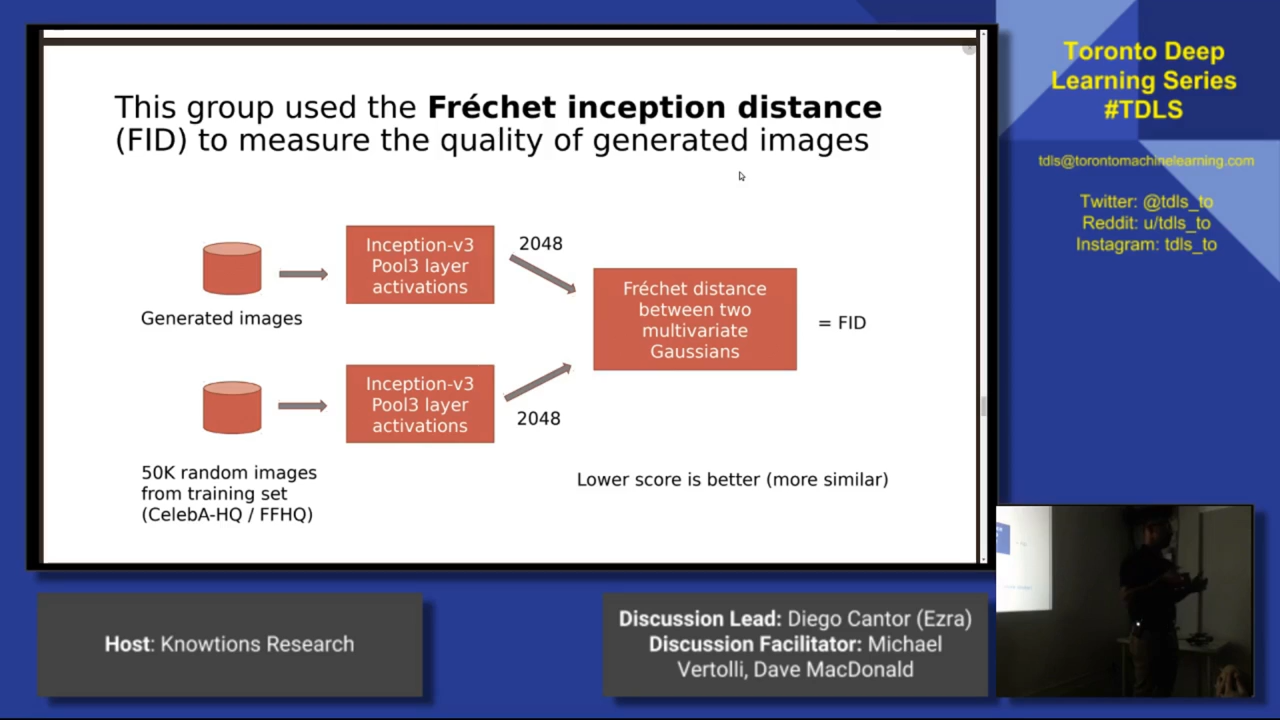 This group used the Fréchet inception distance
(FID) to measure the quality of generated images
2048
Inception-v3
Pool3 layer
activations
Generated images
Fréchet distance
between two
multivariate
Gaussians
= FID
Inception-v3
Pool3 layer
activations
2048
50K random images
from training set
(CelebA-HQ / FFHQ)
Lower score is better (more similar)
Toronto Deep
Learning Series
#TDLS
tdls@torontomachinelearning.com
Twitter: @tdls_to
Reddit: u/tdls_to
Instagram: tdls_to
Host: Knowtions Research
Discussion Lead: Diego Cantor (Ezra)
Discussion Facilitator: Michael
Vertolli, Dave MacDonald